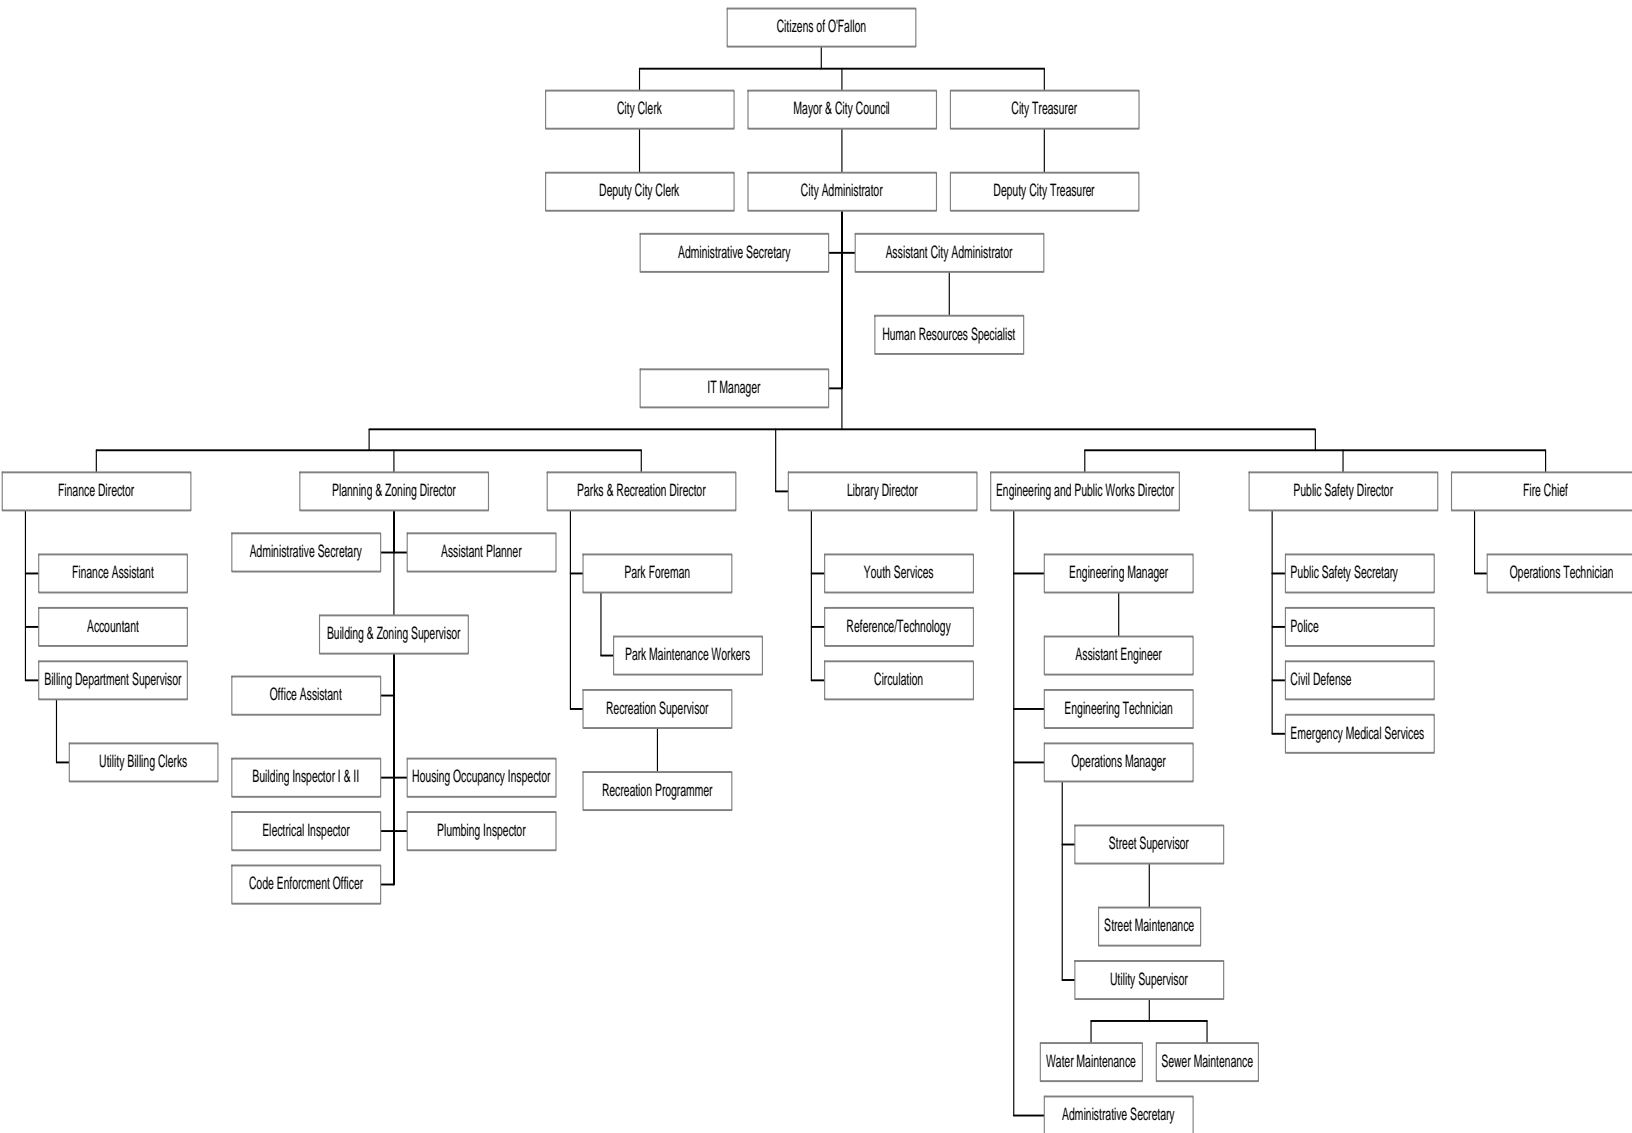 Citizens of O'Fallon
City Clerk
Mayor & City Council
City Treasurer
Deputy City Clerk
City Administrator
Deputy City Treasurer
Administrative Secretary
Assistant City Administrator
Human Resources Specialist
IT Manager
Finance Director
Planning & Zoning Director
Parks & Recreation Director
Library Director
Engineering and Public Works Director
Public Safety Director
Fire Chief
Finance Assistant
Accountant
Billing Department Supervisor
Utility Billing Clerks
Administrative Secretary
Assistant Planner
Building & Zoning Supervisor
Office Assistant
Building Inspector I & II
Housing Occupancy Inspector
Electrical Inspector
Plumbing Inspector
Code Enforcment Officer
Park Foreman
Park Maintenance Workers
Recreation Supervisor
Recreation Programmer
Youth Services
Reference/Technology
Circulation
Engineering Manager
Assistant Engineer
Engineering Technician
Operations Manager
Street Supervisor
Street Maintenance
Utility Supervisor
Water Maintenance
Sewer Maintenance
Administrative Secretary
Public Safety Secretary
Police
Civil Defense
Emergency Medical Services
Operations Technician